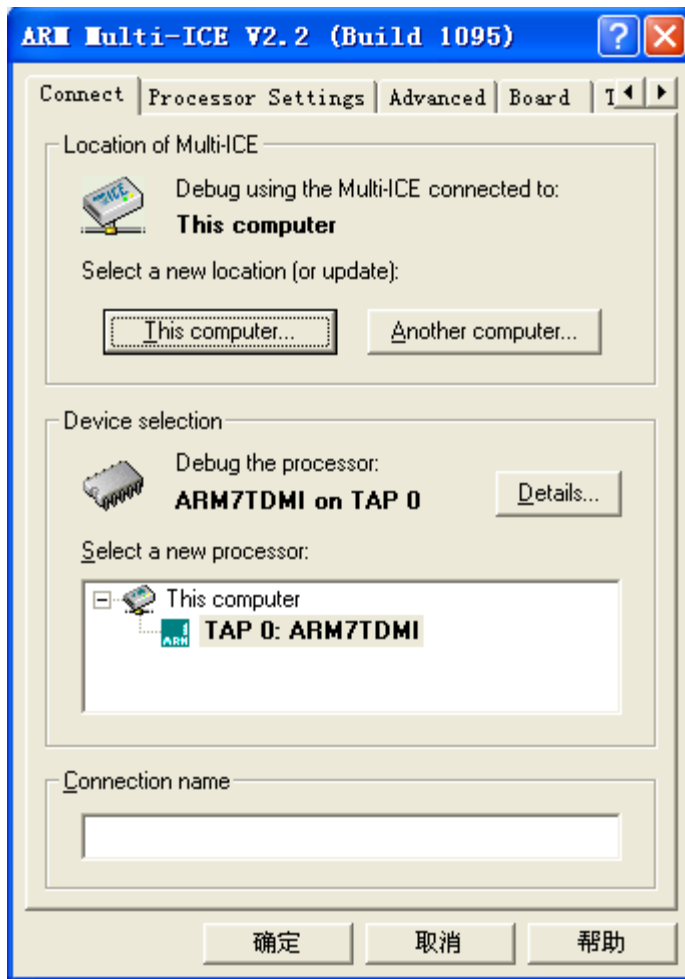 ARM Multi-ICE V2.2 (Build 1095)
Connect Processor Settings Advanced Board
Location of Multi-ICE
Debug using the Multi-ICE connected to:
This computer
Select a new location (or update):
This computer... Another computer...
Device selection
Debug the processor:
ARM7TDMI on TAP 0
Details...
Select a new processor:
This computer
ARM
TAP 0: ARM7TDMI
Connection name
确定 取消 帮助